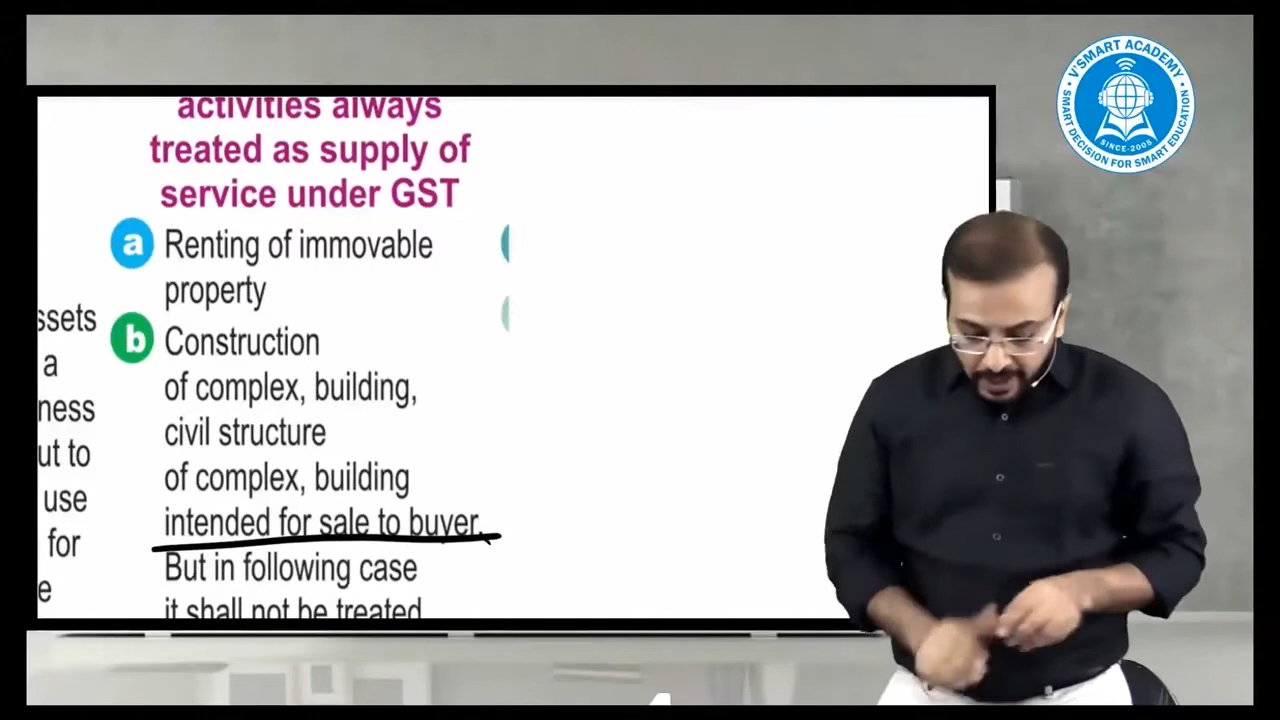 activities always
treated as supply of
service under GST
a Renting of immovable
property
b Construction
of complex, building,
civil structure
of complex, building
intended for sale to buyer.
But in following case
it shall not be treated
ssets
a
ness
ut to
use
for
e
V'SMART ACADEMY
SINCE-2005
SMART DECISION FOR SMART EDUCATION